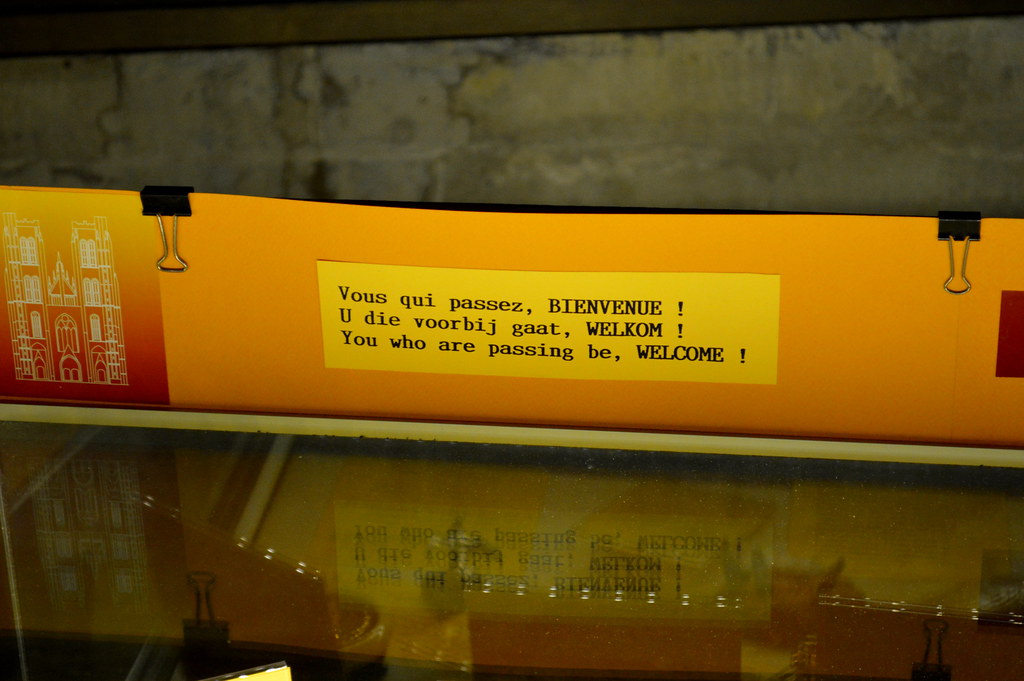 Vous qui passez, BIENVENUE !
U die voorbij gaat, WELKOM !
You who are passing be, WELCOME !